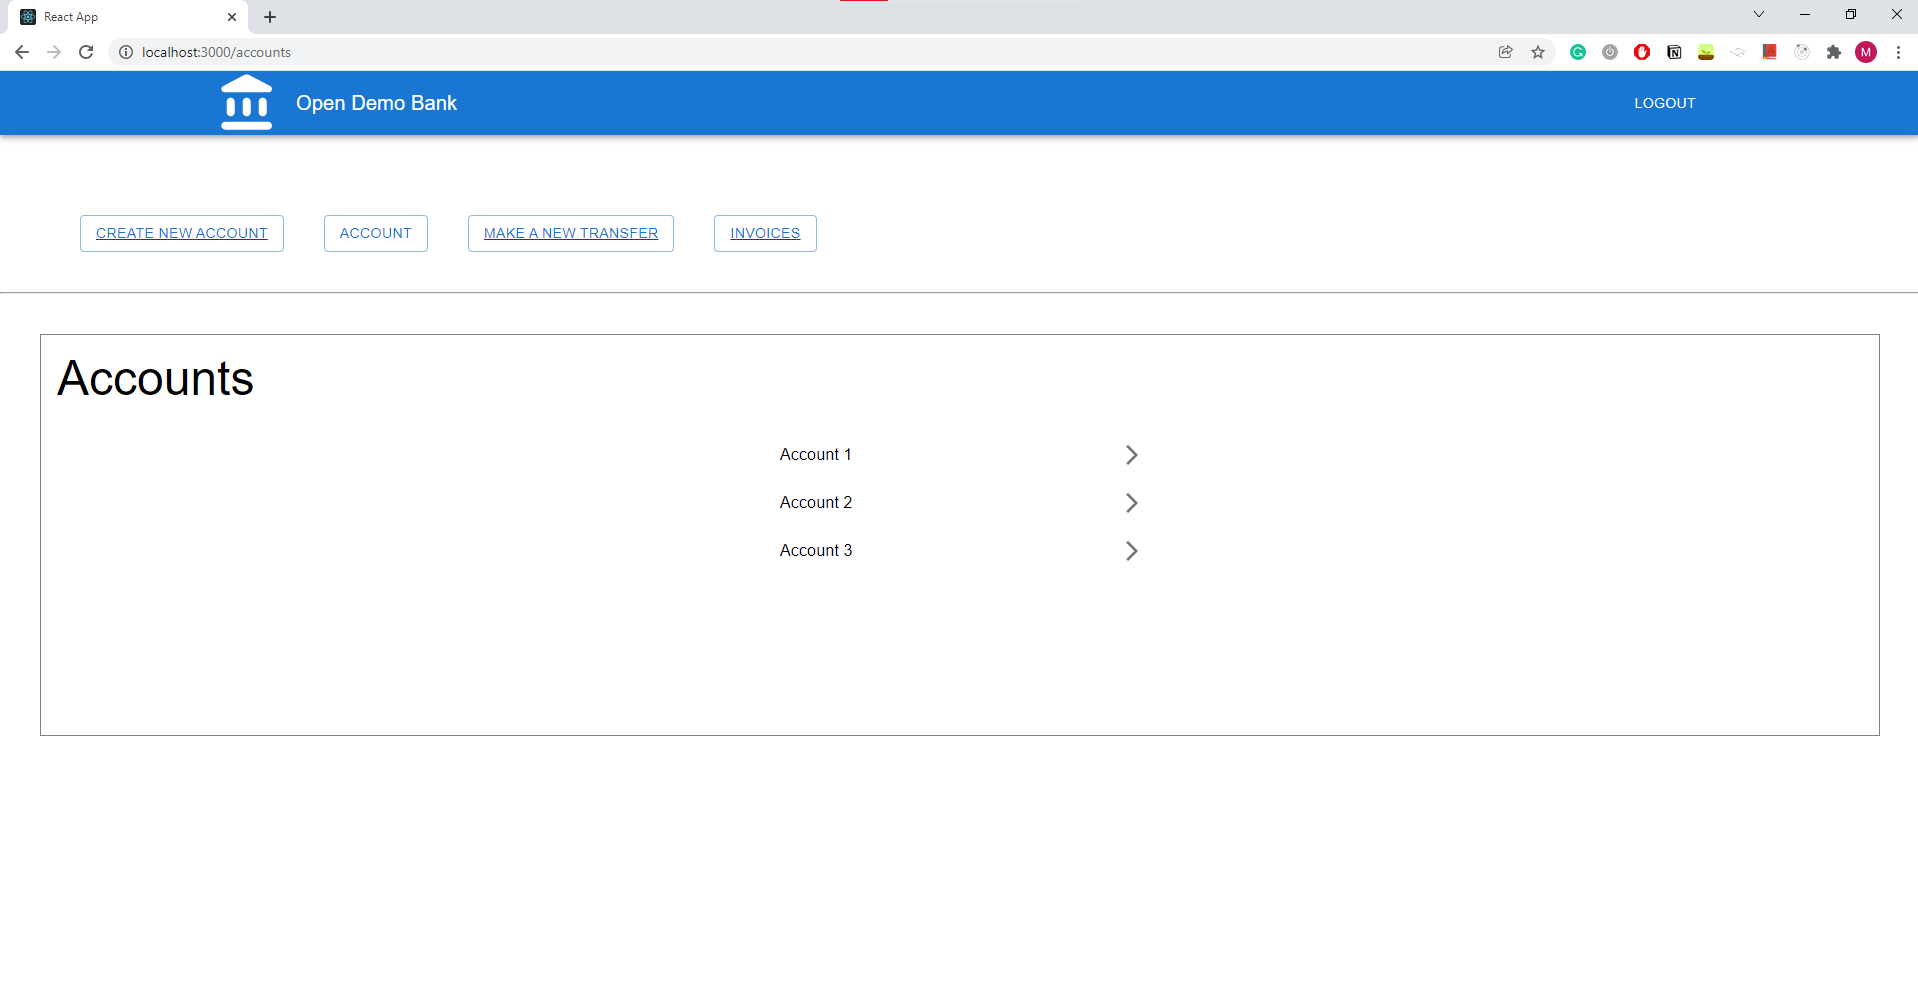 React App
localhost:3000/accounts
M
Open Demo Bank
LOGOUT
CREATE NEW ACCOUNT
ACCOUNT
MAKE A NEW TRANSFER
INVOICES
Accounts
Account 1
Account 2
Account 3